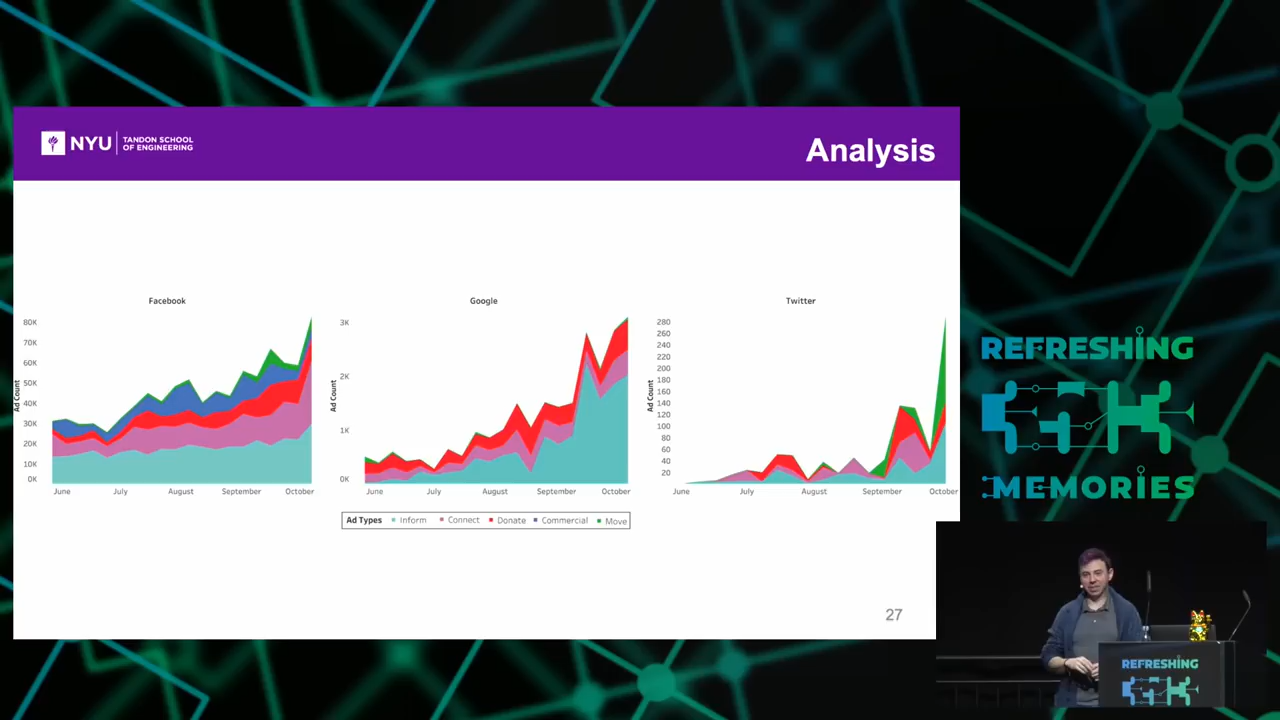 NYU
TANDON SCHOOL
OF ENGINEERING
Analysis
Facebook
Ad Count
80K
70K
60K
50K
40K
30K
20K
10K
0K
June July August September October
Google
Ad Count
3K
2K
1K
0K
June July August September October
Twitter
Ad Count
280
260
240
220
200
180
160
140
120
100
80
60
40
20
June July August September October
Ad Types Inform Connect Donate Commercial Move
27
REFRESHING
MEMORIES
REFRESHING